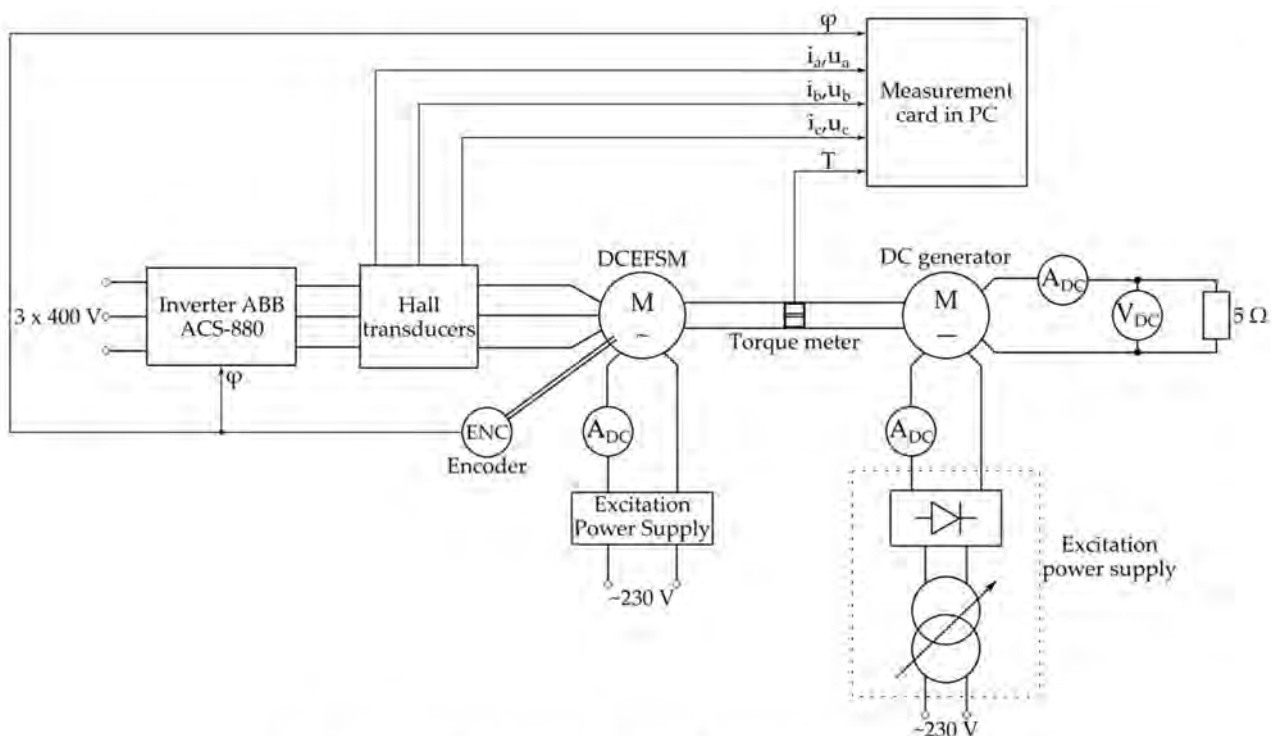 φ
i_a,u_a
i_b,u_b
i_c,u_c
T
Measurement
card in PC
DCEFSM
DC generator
3 x 400 V
Inverter ABB
ACS-880
Hall
transducers
M
~
M
—
A_DC
V_DC
5 Ω
Torque meter
φ
ENC
Encoder
A_DC
A_DC
Excitation
Power Supply
~230 V
Excitation
power supply
~230 V